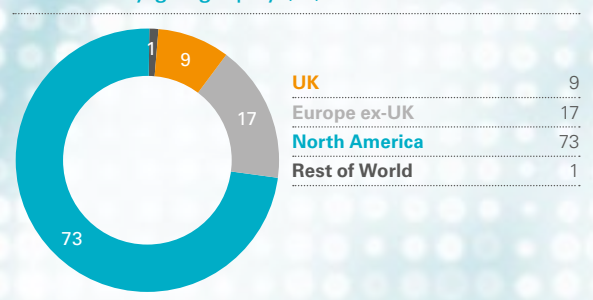 1
9
17
73
UK 9
Europe ex-UK 17
North America 73
Rest of World 1